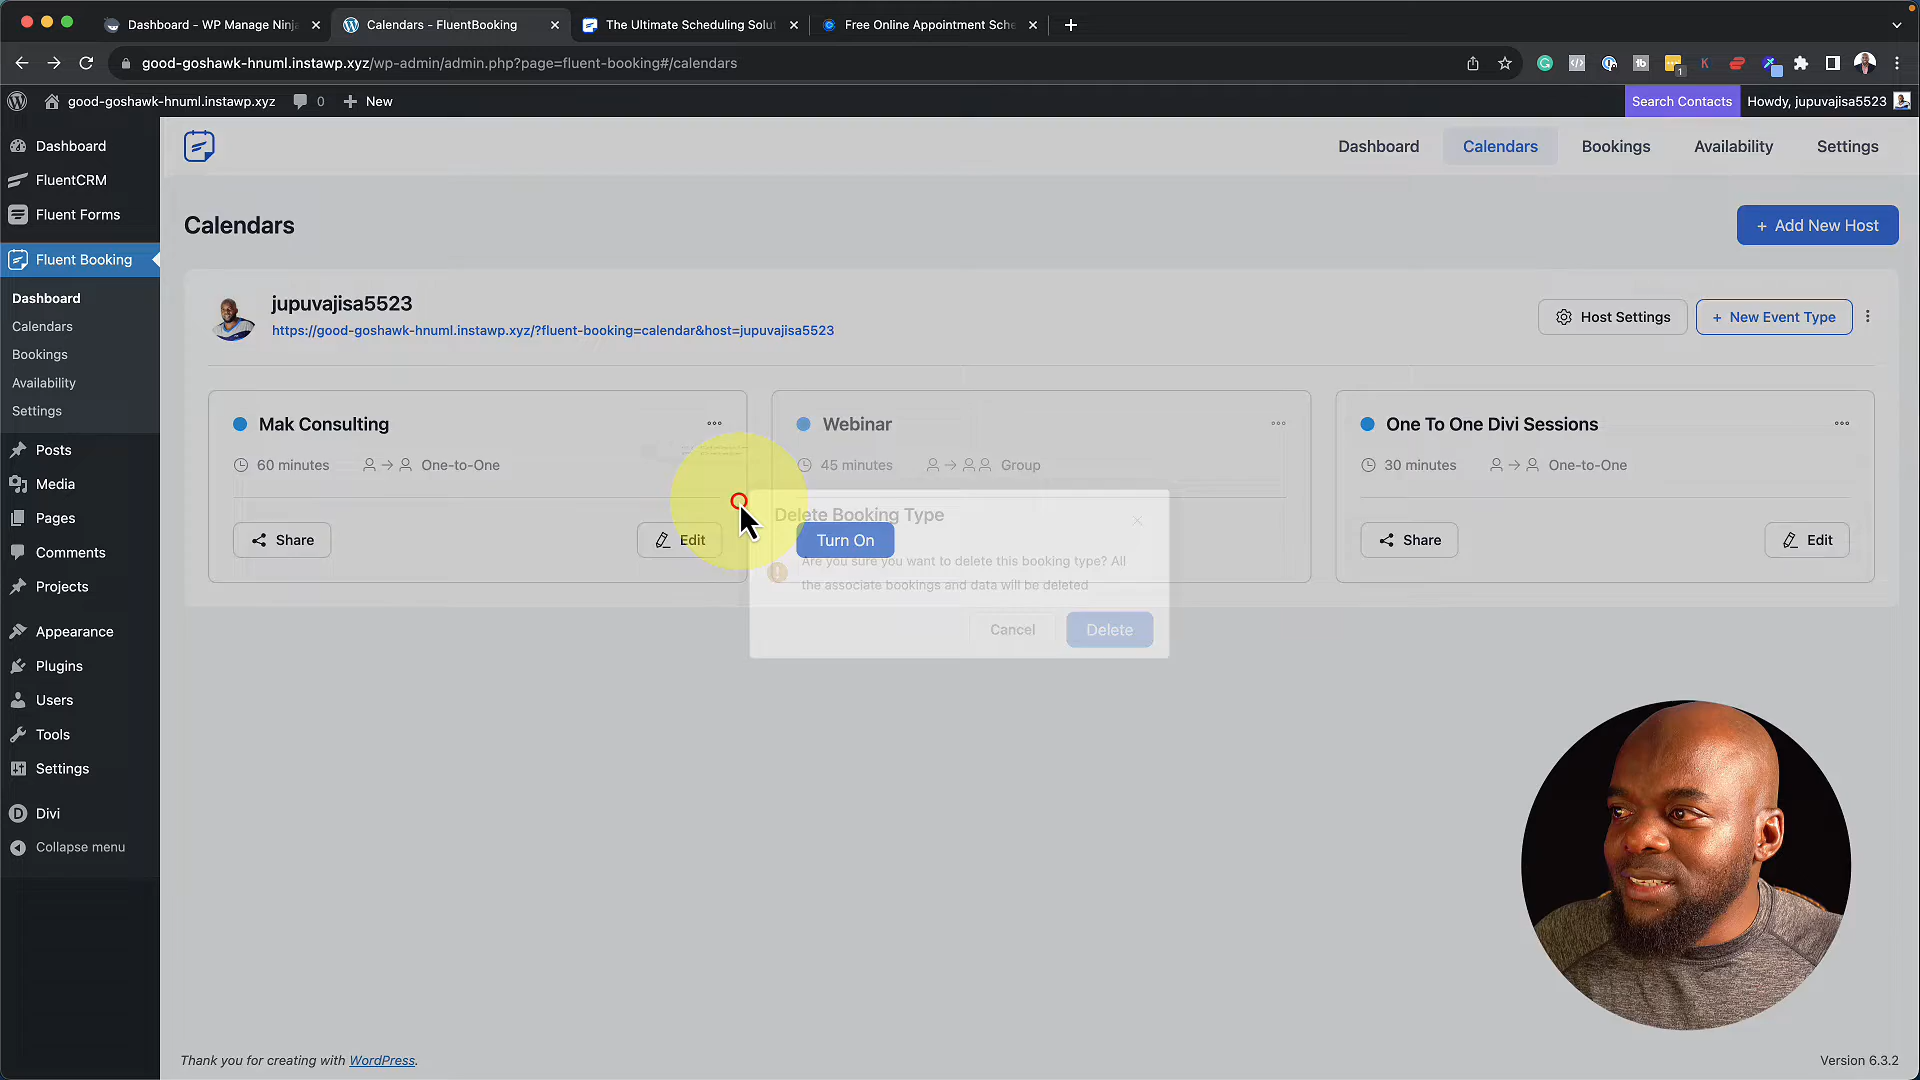 Dashboard - WP Manage Ninja
Calendars - FluentBooking
The Ultimate Scheduling Solut
Free Online Appointment Sche
good-goshawk-hnuml.instawp.xyz/wp-admin/admin.php?page=fluent-booking#/calendars
good-goshawk-hnuml.instawp.xyz
0
New
Search Contacts
Howdy, jupuvajisa5523
Dashboard
FluentCRM
Fluent Forms
Fluent Booking
Dashboard
Calendars
Bookings
Availability
Settings
Posts
Media
Pages
Comments
Projects
Appearance
Plugins
Users
Tools
Settings
Divi
Collapse menu
Dashboard
Calendars
Bookings
Availability
Settings
Calendars
+ Add New Host
jupuvajisa5523
https://good-goshawk-hnuml.instawp.xyz/?fluent-booking=calendar&host=jupuvajisa5523
Host Settings
+ New Event Type
Mak Consulting
60 minutes
One-to-One
Share
Edit
Webinar
45 minutes
Group
Turn On
One To One Divi Sessions
30 minutes
One-to-One
Share
Edit
Delete Booking Type
Are you sure you want to delete this booking type? All
the associate bookings and data will be deleted
Cancel
Delete
Thank you for creating with WordPress.
Version 6.3.2